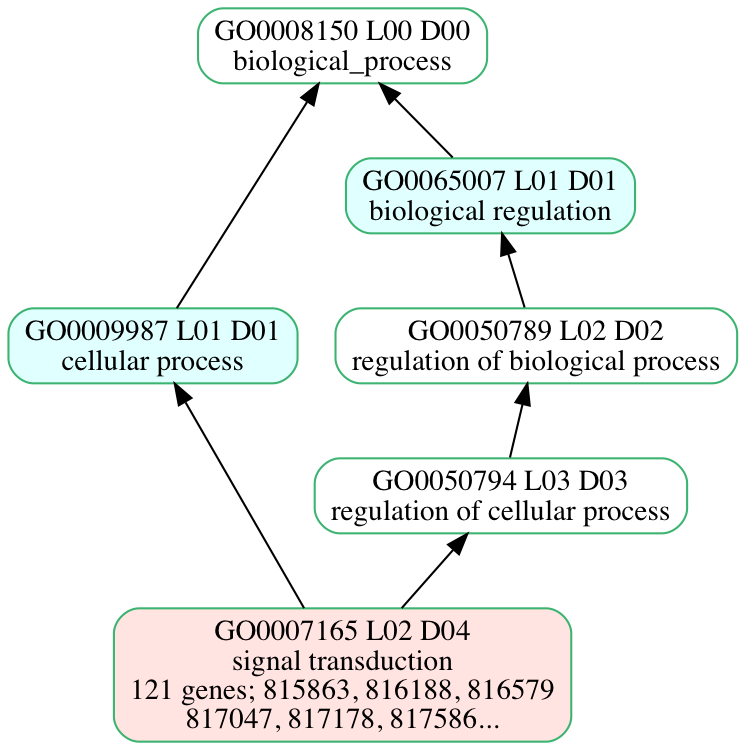 GO0008150 L00 D00
biological_process
GO0065007 L01 D01
biological regulation
GO0009987 L01 D01
cellular process
GO0050789 L02 D02
regulation of biological process
GO0050794 L03 D03
regulation of cellular process
GO0007165 L02 D04
signal transduction
121 genes; 815863, 816188, 816579
817047, 817178, 817586...